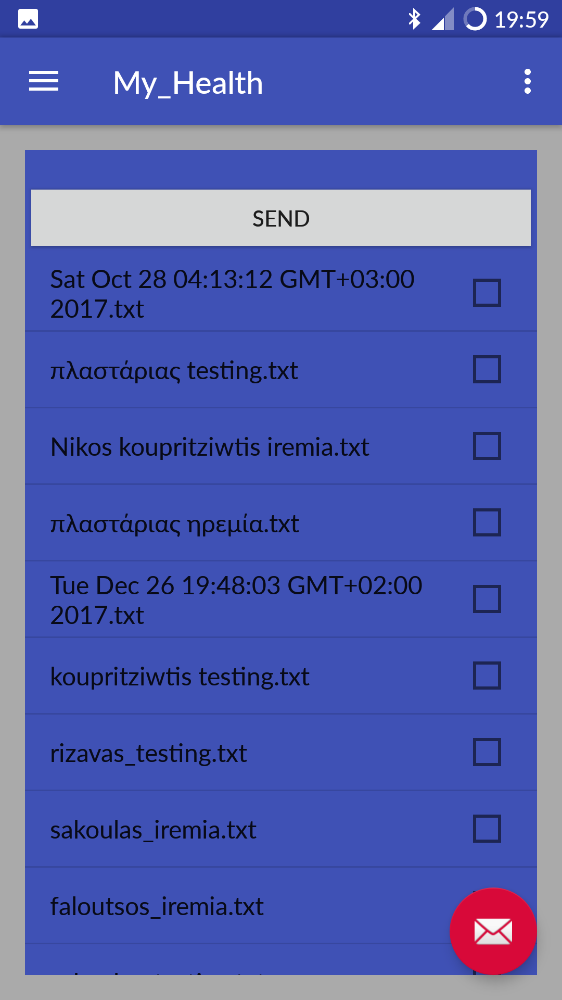 19:59
My_Health
SEND
Sat Oct 28 04:13:12 GMT+03:00
2017.txt
πλαστάριας testing.txt
Nikos koupritziwtis iremia.txt
πλαστάριας ηρεμία.txt
Tue Dec 26 19:48:03 GMT+02:00
2017.txt
koupritziwtis testing.txt
rizavas_testing.txt
sakoulas_iremia.txt
faloutsos_iremia.txt